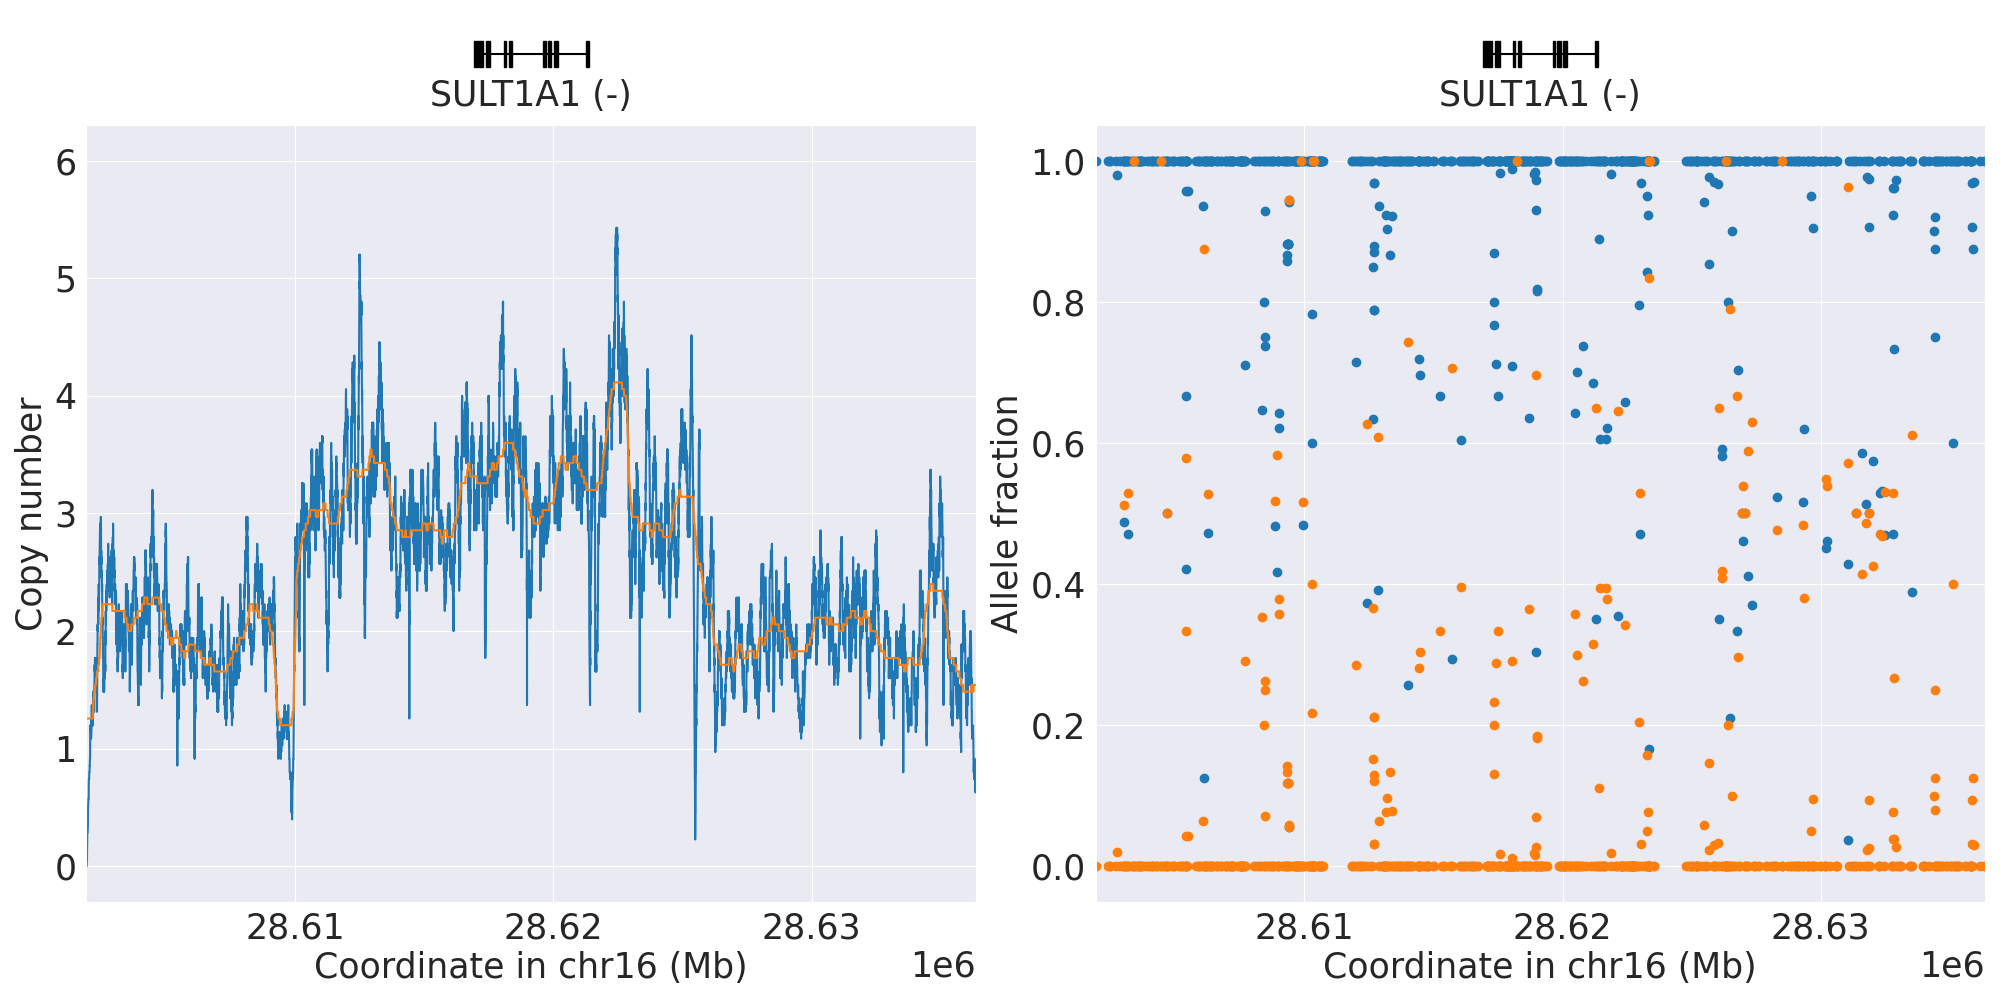 SULT1A1 (-)
Copy number
6
5
4
3
2
1
0
28.61
28.62
28.63
Coordinate in chr16 (Mb)
1e6
SULT1A1 (-)
Allele fraction
1.0
0.8
0.6
0.4
0.2
0.0
28.61
28.62
28.63
Coordinate in chr16 (Mb)
1e6